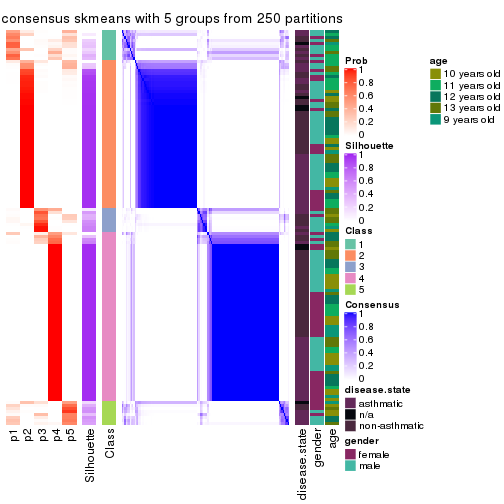 consensus skmeans with 5 groups from 250 partitions
Prob
1
0.8
0.6
0.4
0.2
0
Silhouette
1
0.8
0.6
0.4
0.2
0
Class
1
2
3
4
5
Consensus
1
0.8
0.6
0.4
0.2
0
disease.state
asthmatic
n/a
non-asthmatic
gender
female
male
age
10 years old
11 years old
12 years old
13 years old
9 years old
p1
p2
p3
p4
p5
Silhouette
Class
disease.state
gender
age